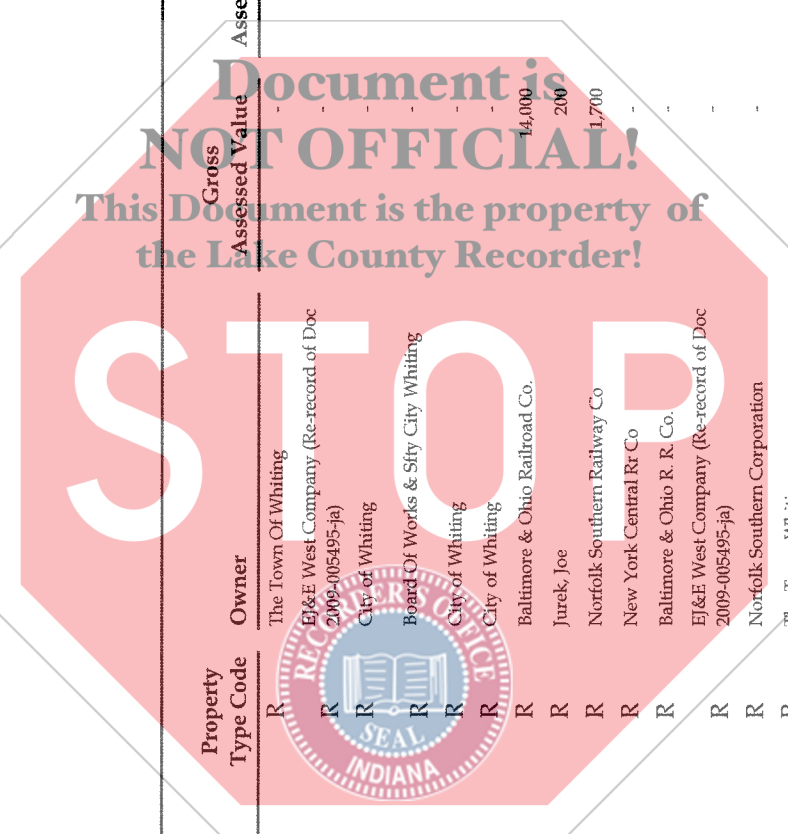 Document is
NOT OFFICIAL!
This Document is the property of
the Lake County Recorder!
STOP
RECORDER'S OFFICE
SEAL
INDIANA
Property
Type Code Owner Gross
Assessed Value Asse
R The Town Of Whiting -
R EJ&E West Company (Re-record of Doc
2009-005495-ja) -
R City of Whiting -
R Board Of Works & Sfty City Whiting -
R City of Whiting -
R City of Whiting -
R Baltimore & Ohio Railroad Co. 14,000
R Jurek, Joe 200
R Norfolk Southern Railway Co 1,700
R New York Central Rr Co -
R Baltimore & Ohio R. R. Co. -
R EJ&E West Company (Re-record of Doc
2009-005495-ja) -
R Norfolk Southern Corporation -
R